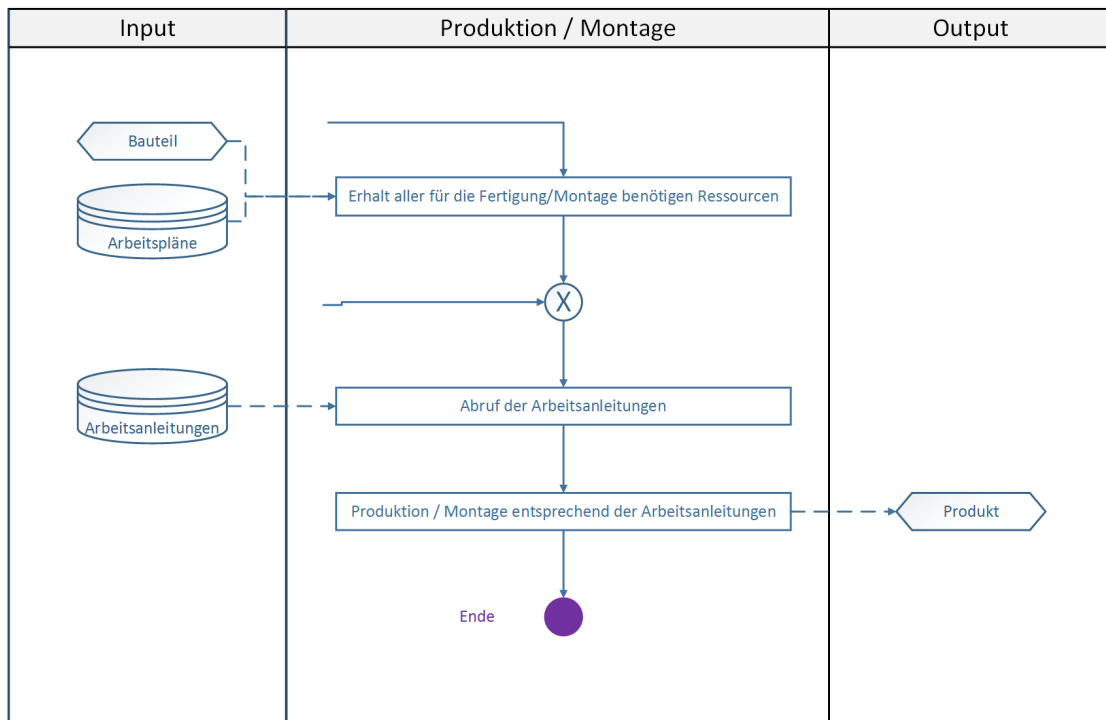 Input
Produktion / Montage
Output
Bauteil
Erhalt aller für die Fertigung/Montage benötigen Ressourcen
Arbeitspläne
X
Abruf der Arbeitsanleitungen
Arbeitsanleitungen
Produktion / Montage entsprechend der Arbeitsanleitungen
Produkt
Ende